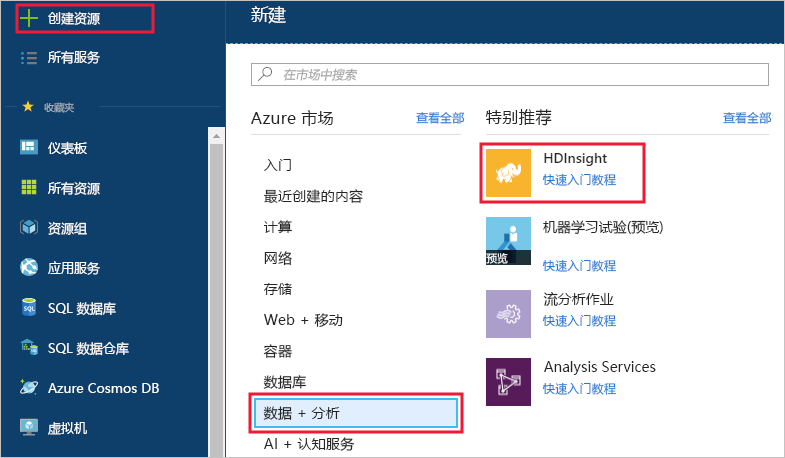 创建资源
所有服务
收藏夹
仪表板
所有资源
资源组
应用服务
SQL 数据库
SQL 数据仓库
Azure Cosmos DB
虚拟机
新建
在市场中搜索
Azure 市场 查看全部
入门
最近创建的内容
计算
网络
存储
Web + 移动
容器
数据库
数据 + 分析
AI + 认知服务
特别推荐 查看全部
HDInsight
快速入门教程
机器学习试验(预览)
预览
快速入门教程
流分析作业
快速入门教程
Analysis Services
快速入门教程